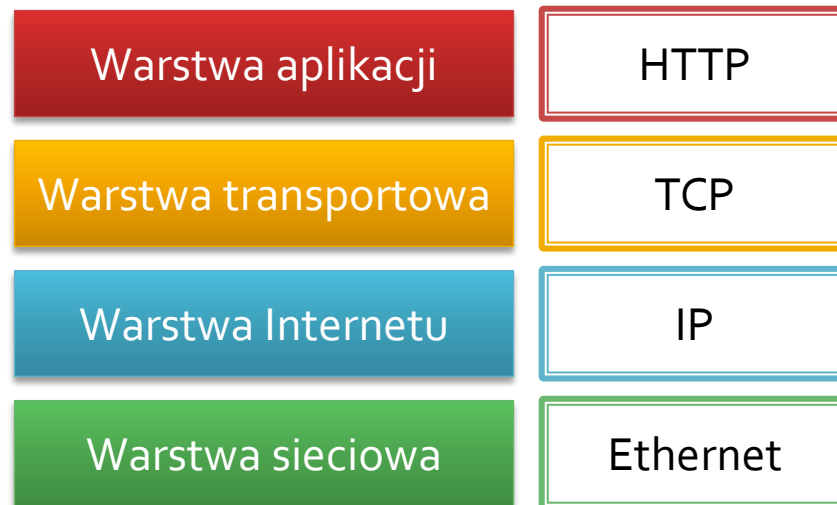 Warstwa aplikacji
HTTP
Warstwa transportowa
TCP
Warstwa Internetu
IP
Warstwa sieciowa
Ethernet